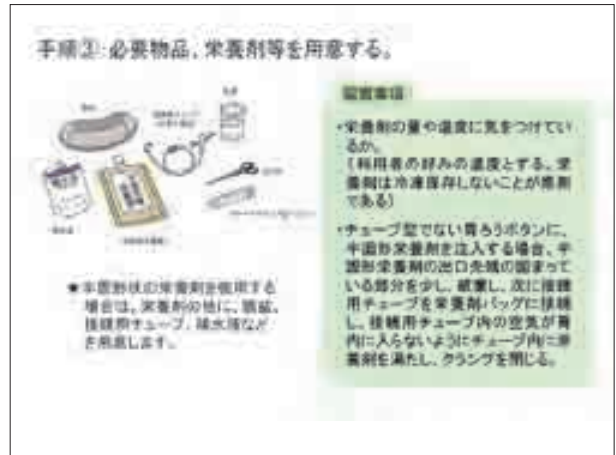 手順③:必要物品、栄養剤等を用意する。
留意事項
・栄養剤の量や温度に気をつけてい
るか。
(利用者の好みの温度とする。栄
養剤は冷凍保存しないことが原則
である)
・チューブ型でない胃ろうボタンに、
半固形栄養剤を注入する場合、半
固形栄養剤の出口先端の固まって
いる部分を少し、破棄し、次に接続
用チューブを栄養剤バッグに接続
し、接続用チューブ内の空気が胃
内に入らないようにチューブ内に栄
養剤を満たし、クランプを閉じる。
★半固形状の栄養剤を使用する
場合は、栄養剤の他に、膿盆、
接続用チューブ、補水液など
を用意します。